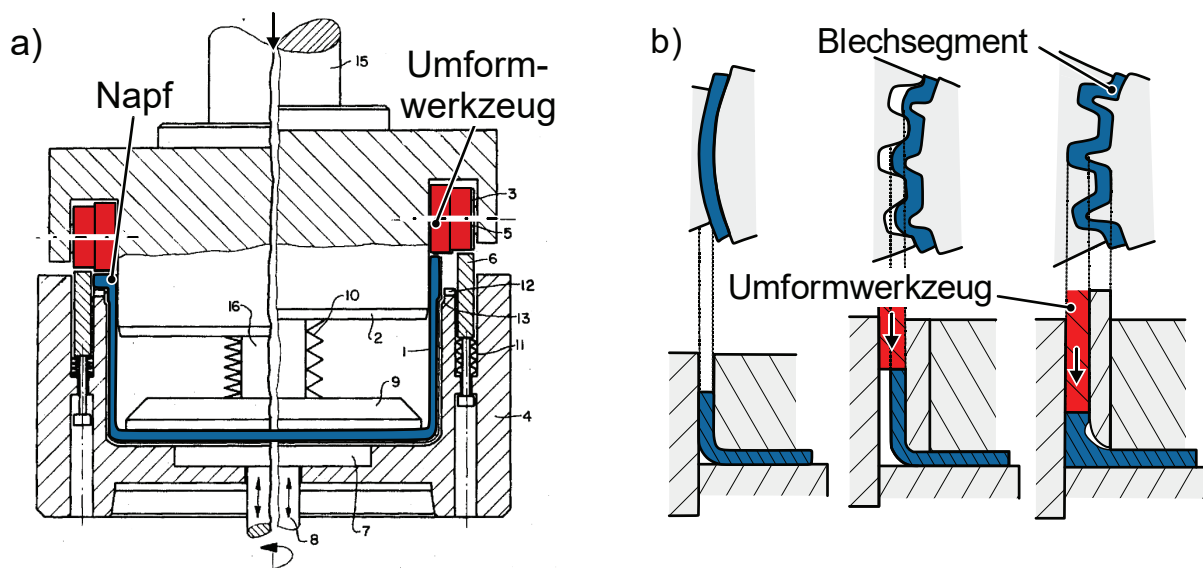 a)
15
Umform-
werkzeug
Napf
3
5
6
12
13
10
16
2
1
11
9
4
7
8
b)
Blechsegment
Umformwerkzeug